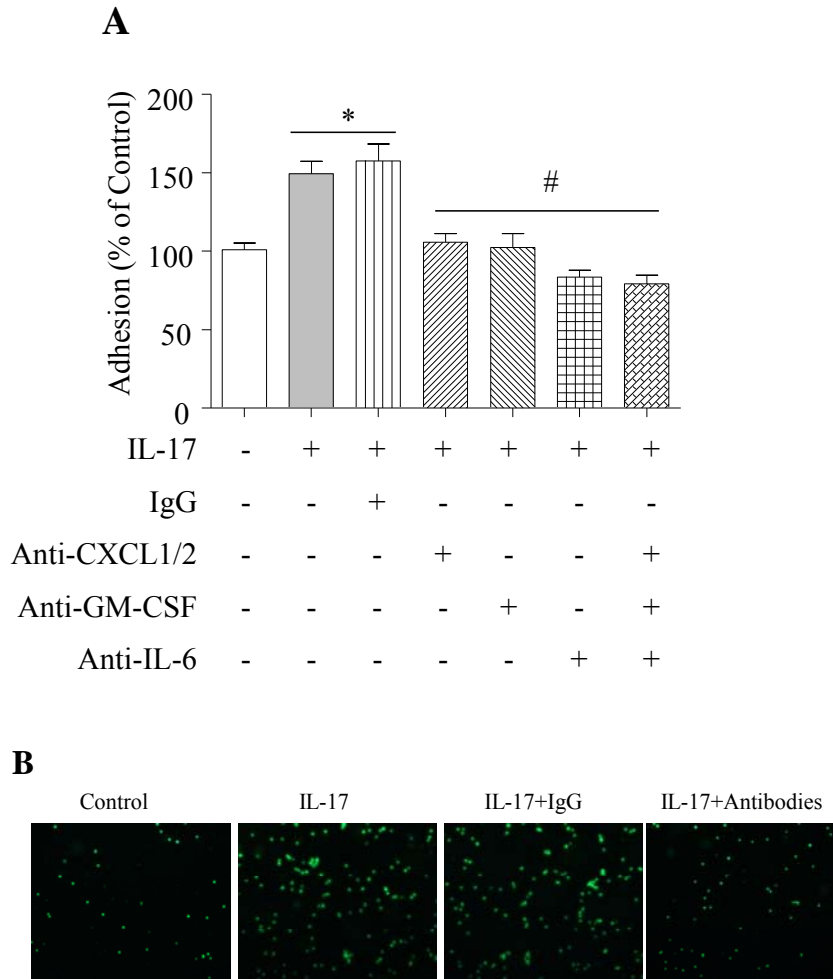 A
200
*
#
150
100
50
0
Adhesion (% of Control)
IL-17 - + + + + + +
IgG - - + - - - -
Anti-CXCL1/2 - - - + - - +
Anti-GM-CSF - - - - + - +
Anti-IL-6 - - - - - + +
B
Control IL-17 IL-17+IgG IL-17+Antibodies